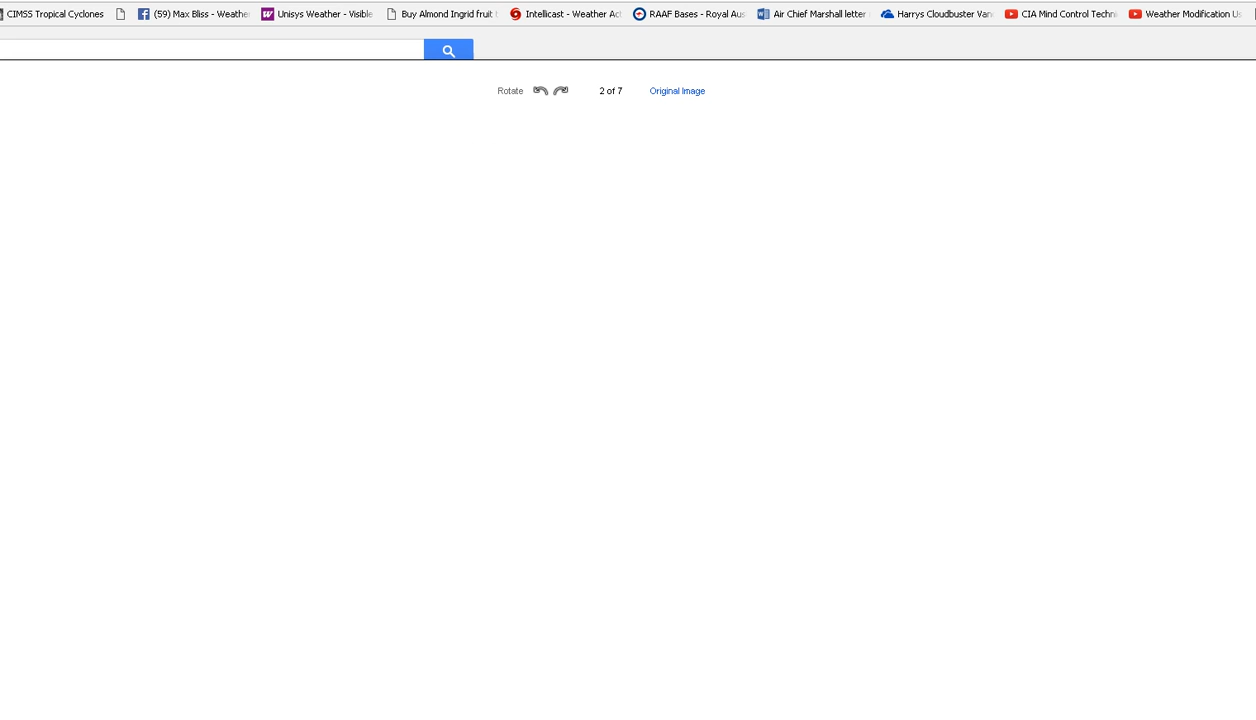 CIMSS Tropical Cyclones (59) Max Bliss - Weathe Unisys Weather - Visible Buy Almond Ingrid fruit t Intellicast - Weather Act RAAF Bases - Royal Aus Air Chief Marshall letter Harrys Cloudbuster Van CIA Mind Control Techn Weather Modification Us
Rotate 2 of 7 Original Image